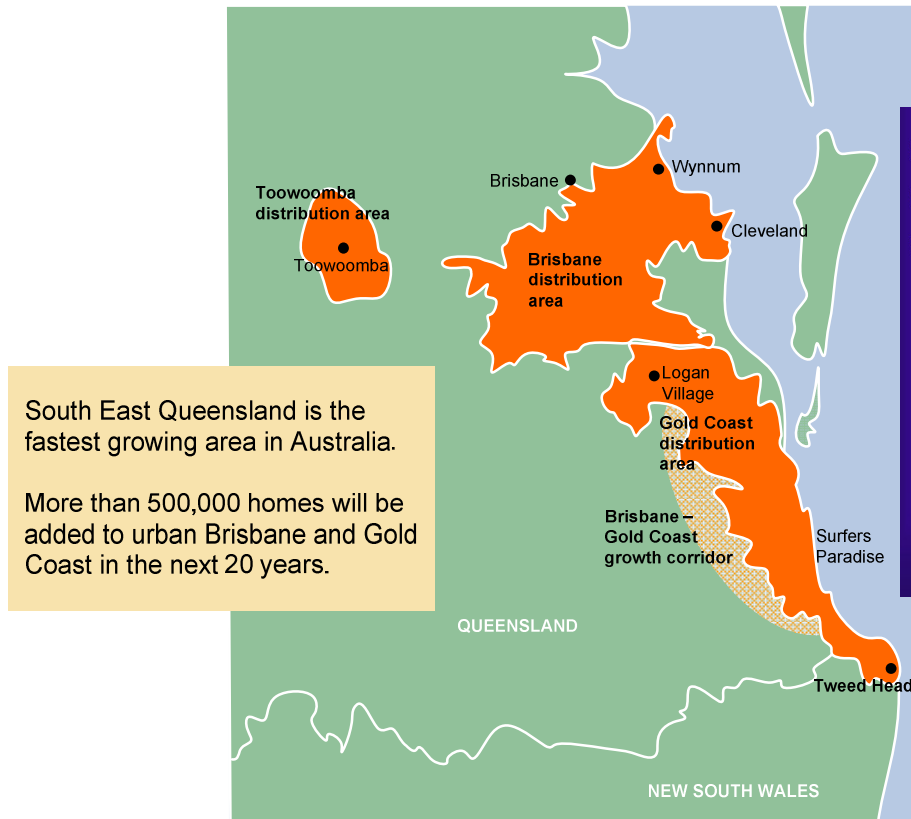 Brisbane
Wynnum
Toowoomba
distribution area
Cleveland
Toowoomba
Brisbane
distribution
area
Logan
Village
South East Queensland is the
fastest growing area in Australia.
More than 500,000 homes will be
added to urban Brisbane and Gold
Coast in the next 20 years.
Gold Coast
distribution
area
Brisbane –
Gold Coast
growth corridor
Surfers
Paradise
QUEENSLAND
Tweed Head
NEW SOUTH WALES